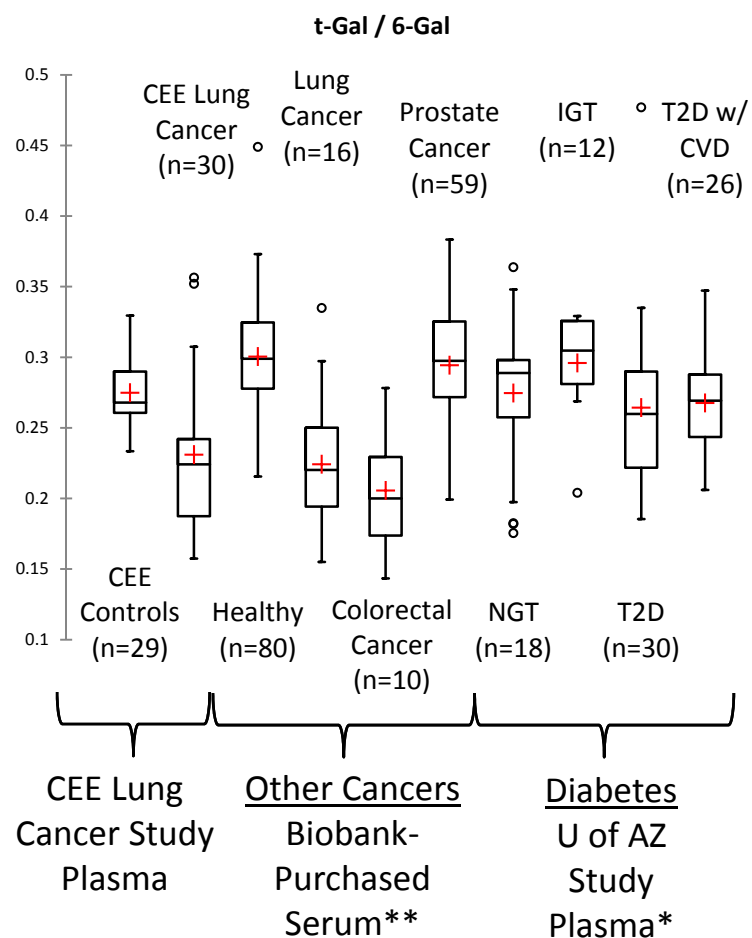 t-Gal / 6-Gal
0.5
0.45
0.4
0.35
0.3
0.25
0.2
0.15
0.1
CEE Lung
Cancer
(n=30)
Lung
Cancer
(n=16)
Prostate
Cancer
(n=59)
IGT
(n=12)
T2D w/
CVD
(n=26)
CEE
Controls
(n=29)
Healthy
(n=80)
Colorectal
Cancer
(n=10)
NGT
(n=18)
T2D
(n=30)
CEE Lung
Cancer Study
Plasma
Other Cancers
Biobank-
Purchased
Serum**
Diabetes
U of AZ
Study
Plasma*